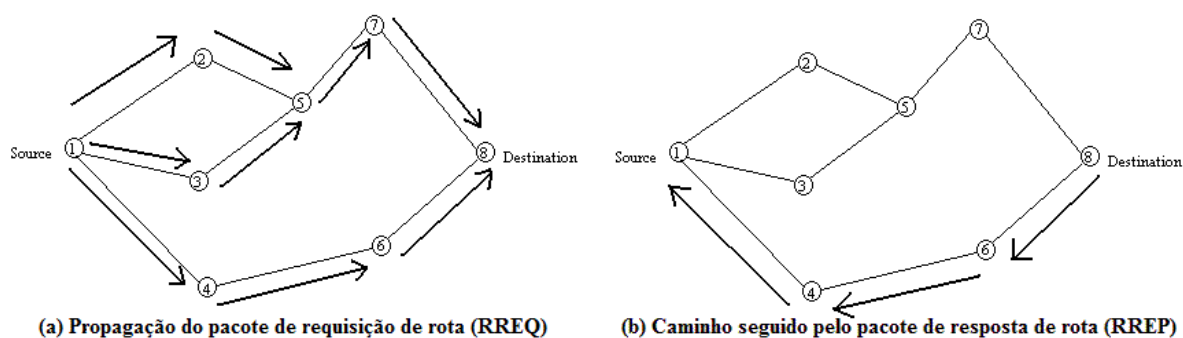 7
2
5
Source
1
8
Destination
3
6
4
(a) Propagação do pacote de requisição de rota (RREQ)
7
2
5
Source
1
8
Destination
3
6
4
(b) Caminho seguido pelo pacote de resposta de rota (RREP)